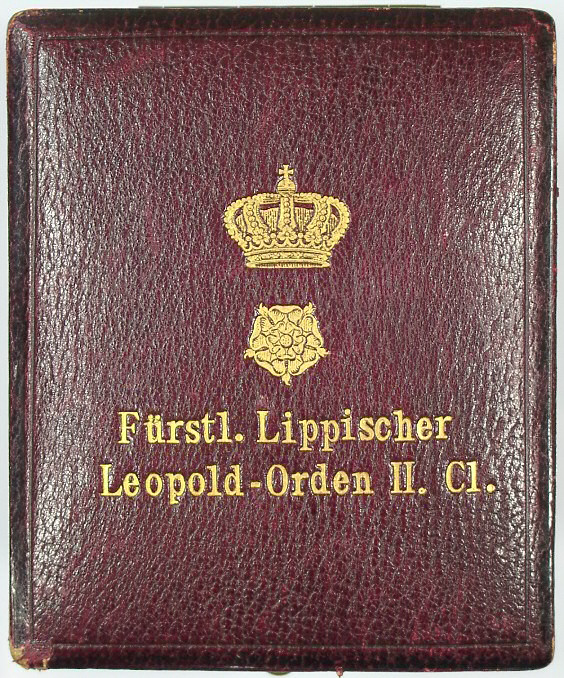 Fürstl. Lippischer
Leopold-Orden II. Cl.